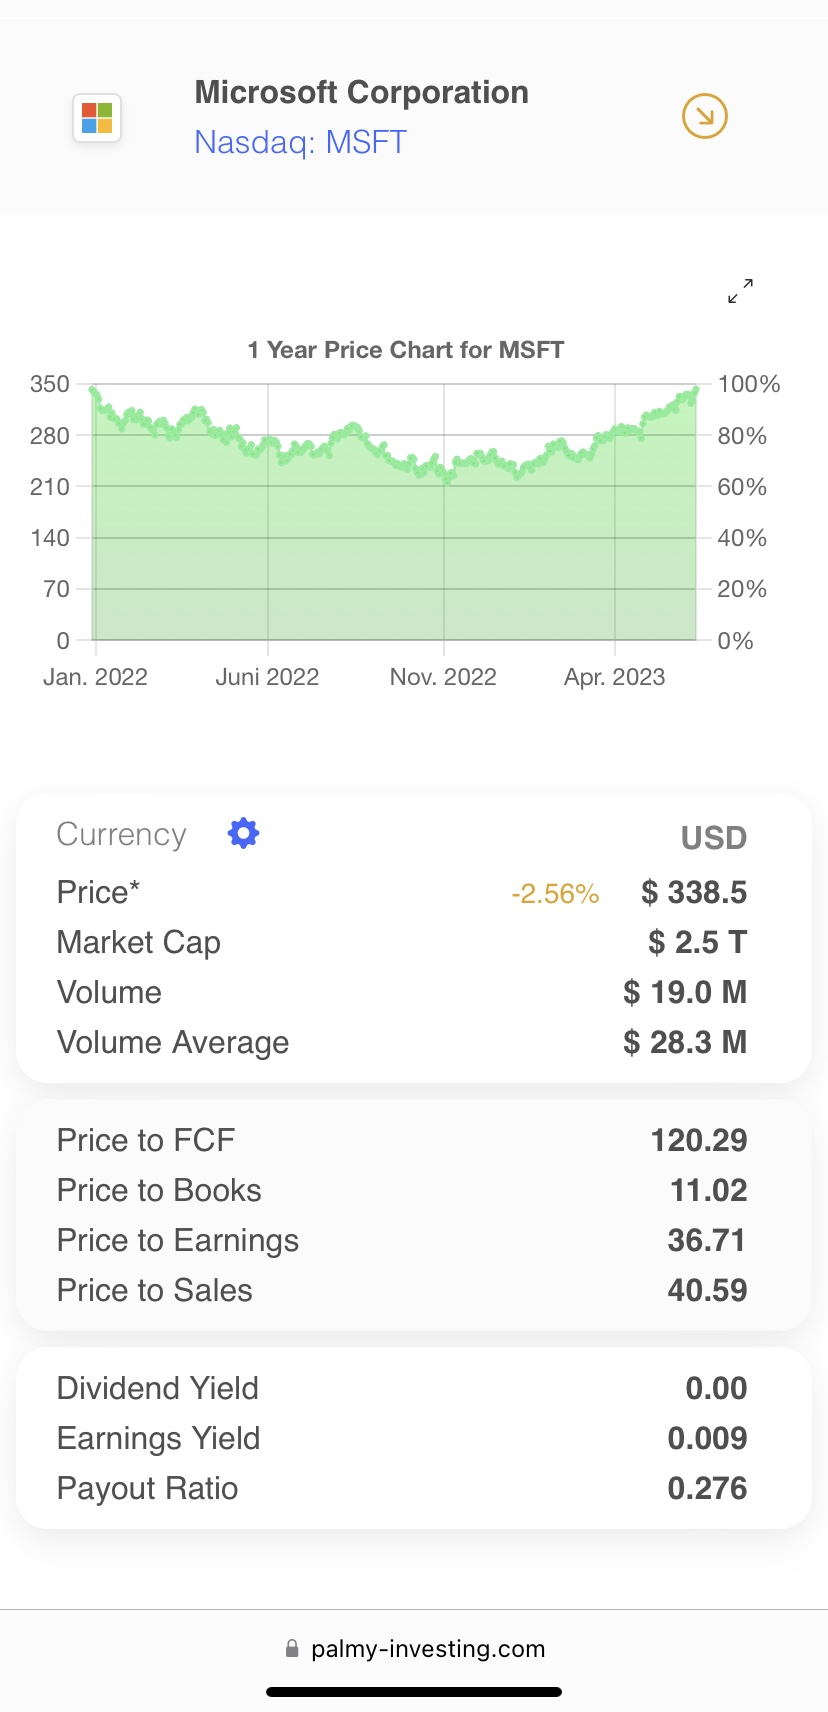 Microsoft Corporation
Nasdaq: MSFT
1 Year Price Chart for MSFT
350 100%
280 80%
210 60%
140 40%
70 20%
0 0%
Jan. 2022 Juni 2022 Nov. 2022 Apr. 2023
Currency USD
Price* -2.56% $ 338.5
Market Cap $ 2.5 T
Volume $ 19.0 M
Volume Average $ 28.3 M
Price to FCF 120.29
Price to Books 11.02
Price to Earnings 36.71
Price to Sales 40.59
Dividend Yield 0.00
Earnings Yield 0.009
Payout Ratio 0.276
palmy-investing.com